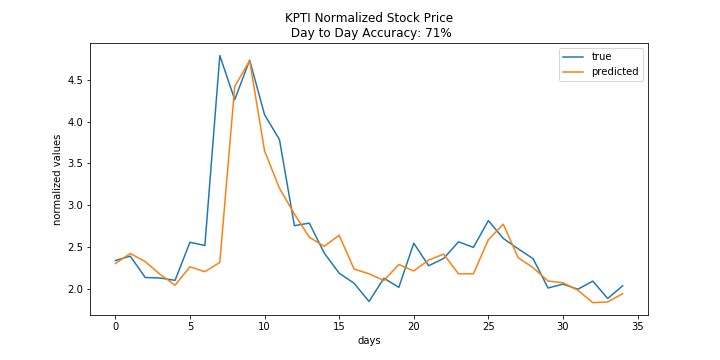 KPTI Normalized Stock Price
Day to Day Accuracy: 71%
true
predicted
normalized values
4.5
4.0
3.5
3.0
2.5
2.0
0 5 10 15 20 25 30 35
days